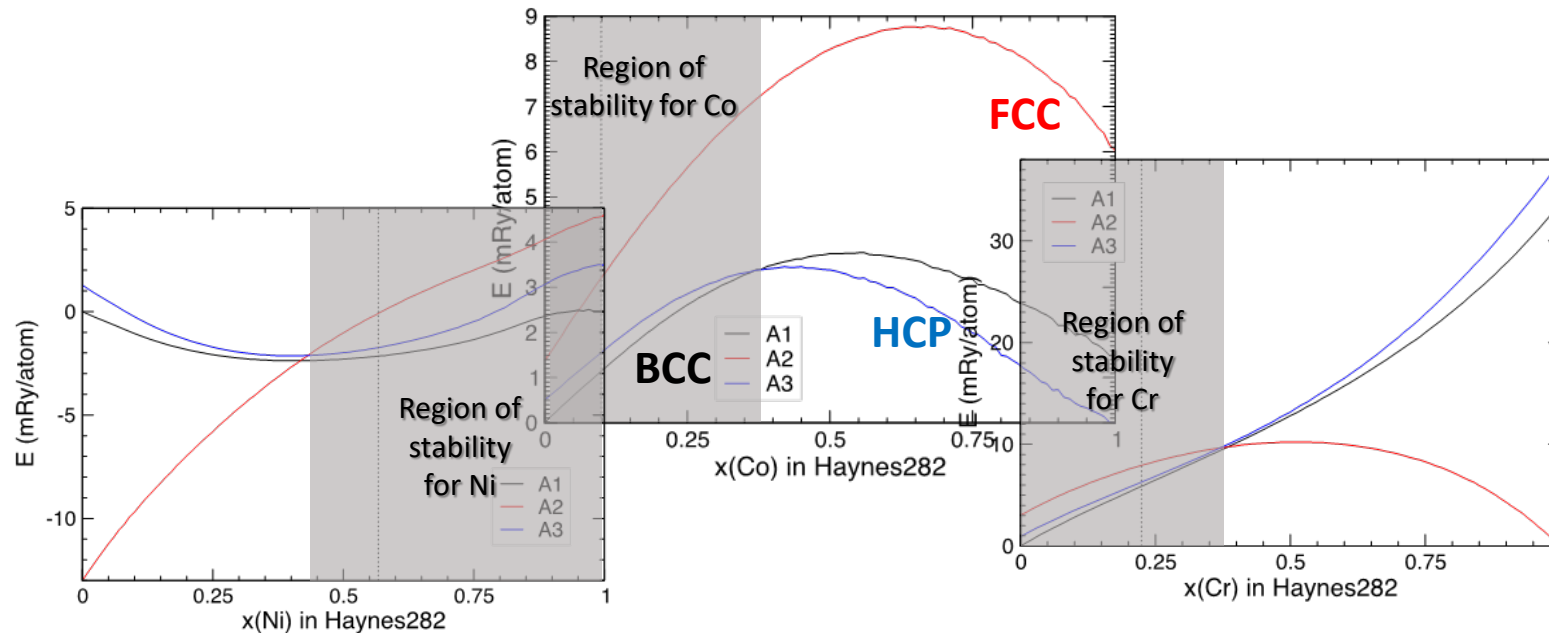 5
0
-5
-10
E (mRy/atom)
0
0.25
0.5
0.75
1
x(Ni) in Haynes282
Region of
stability
for Ni
A1
A2
A3
9
8
7
6
5
4
3
2
1
0
E (mRy/atom)
Region of
stability for Co
FCC
HCP
BCC
A1
A2
A3
0
0.25
0.5
0.75
1
x(Co) in Haynes282
30
20
10
0
E (mRy/atom)
A1
A2
A3
Region of
stability
for Cr
0
0.25
0.5
0.75
x(Cr) in Haynes282